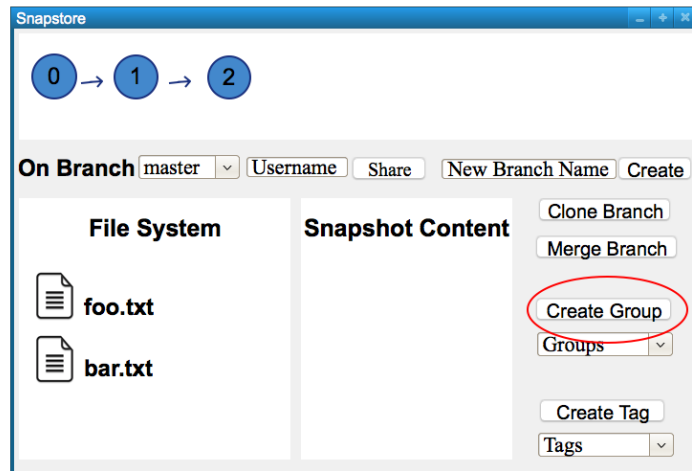 Snapstore
0 → 1 → 2
On Branch master Username Share New Branch Name Create
File System
Snapshot Content
Clone Branch
Merge Branch
foo.txt
bar.txt
Create Group
Groups
Create Tag
Tags